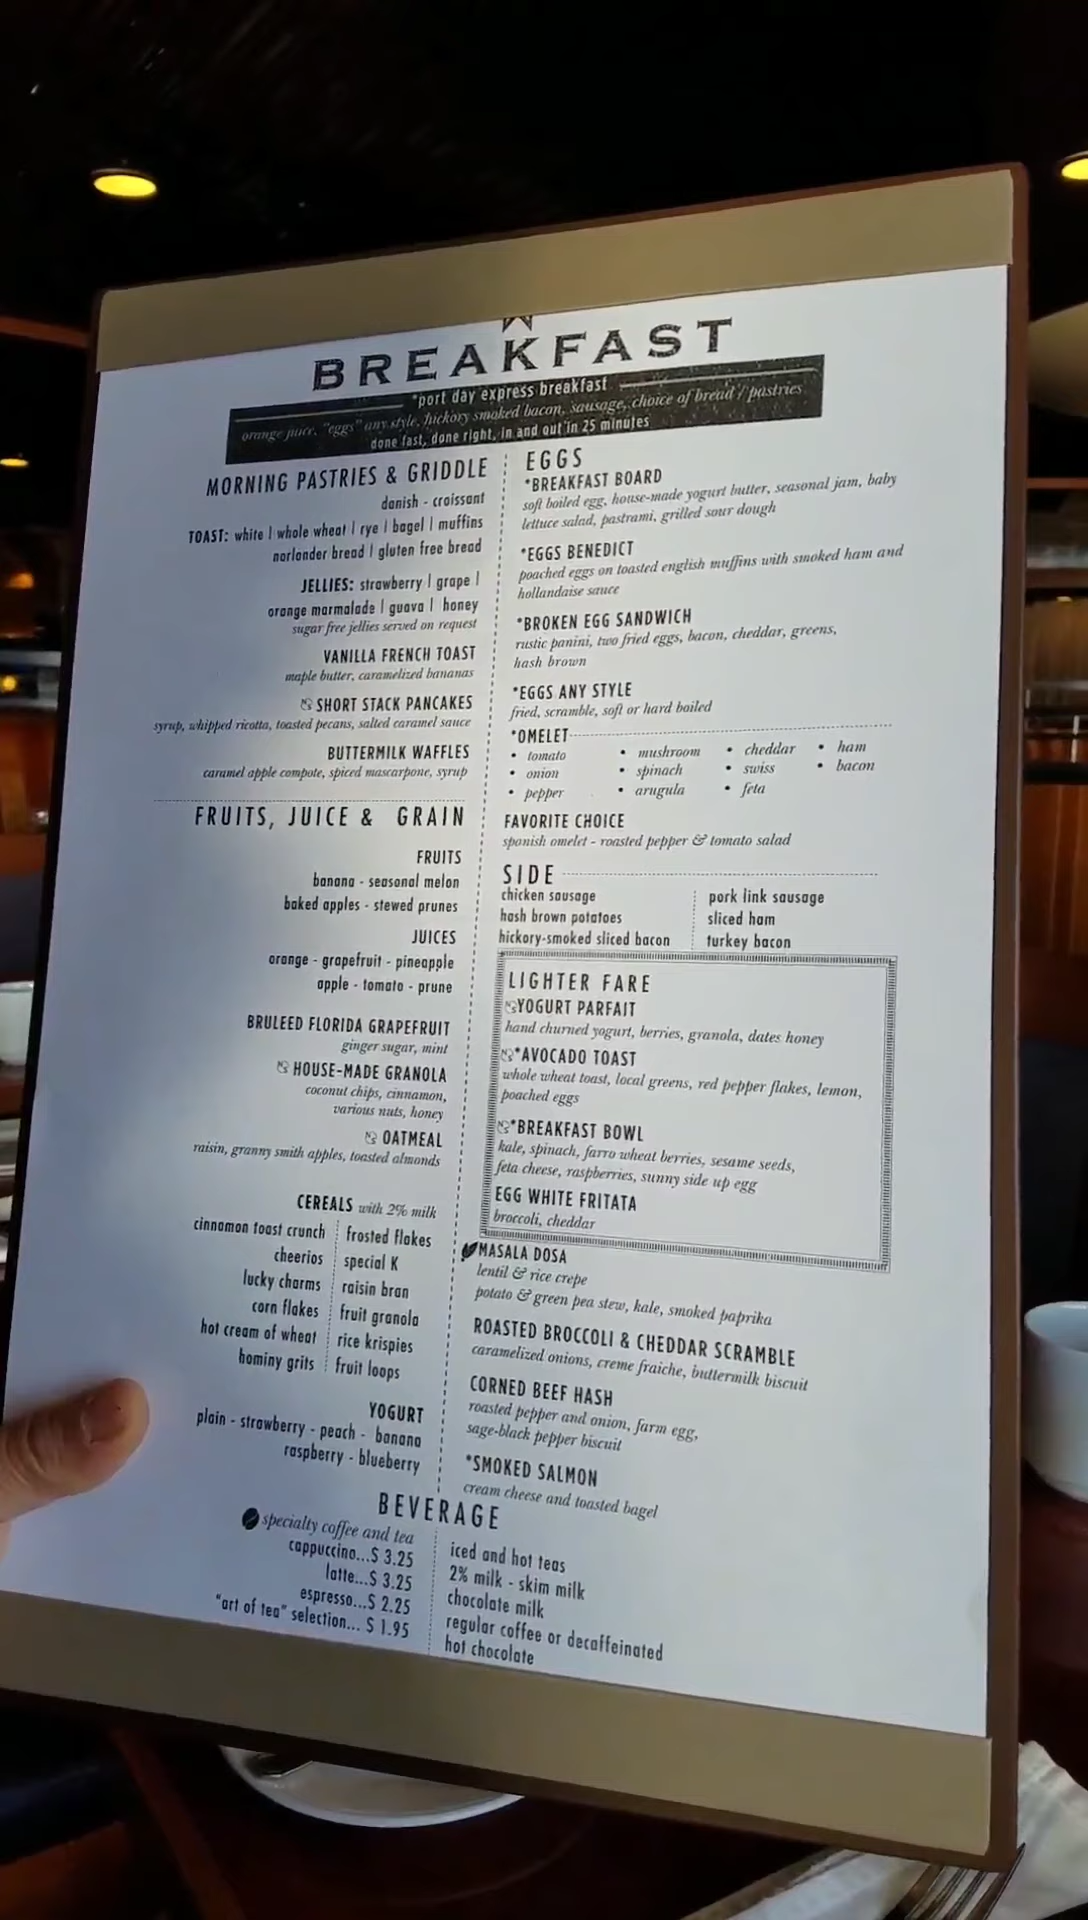 BREAKFAST
*port day express breakfast
orange juice, "eggs" any style, hickory smoked bacon, sausage, choice of bread / pastries
done fast, done right, in and out in 25 minutes
MORNING PASTRIES & GRIDDLE
danish - croissant
TOAST: white | whole wheat | rye | bagel | muffins
norlander bread | gluten free bread
JELLIES: strawberry | grape |
orange marmalade | guava | honey
sugar free jellies served on request
VANILLA FRENCH TOAST
maple butter, caramelized bananas
SHORT STACK PANCAKES
syrup, whipped ricotta, toasted pecans, salted caramel sauce
BUTTERMILK WAFFLES
caramel apple compote, spiced mascarpone, syrup
FRUITS, JUICE & GRAIN
FRUITS
banana - seasonal melon
baked apples - stewed prunes
JUICES
orange - grapefruit - pineapple
apple - tomato - prune
BRULEED FLORIDA GRAPEFRUIT
ginger sugar, mint
HOUSE-MADE GRANOLA
coconut chips, cinnamon,
various nuts, honey
OATMEAL
raisin, granny smith apples, toasted almonds
CEREALS with 2% milk
cinnamon toast crunch
cheerios
lucky charms
corn flakes
hot cream of wheat
hominy grits
frosted flakes
special K
raisin bran
fruit granola
rice krispies
fruit loops
YOGURT
plain - strawberry - peach - banana
raspberry - blueberry
EGGS
*BREAKFAST BOARD
soft boiled egg, house-made yogurt butter, seasonal jam, baby
lettuce salad, pastrami, grilled sour dough
*EGGS BENEDICT
poached eggs on toasted english muffins with smoked ham and
hollandaise sauce
*BROKEN EGG SANDWICH
rustic panini, two fried eggs, bacon, cheddar, greens,
hash brown
*EGGS ANY STYLE
fried, scramble, soft or hard boiled
*OMELET
• tomato
• onion
• pepper
• mushroom
• spinach
• arugula
• cheddar
• swiss
• feta
• ham
• bacon
FAVORITE CHOICE
spanish omelet - roasted pepper & tomato salad
SIDE
chicken sausage
hash brown potatoes
hickory-smoked sliced bacon
pork link sausage
sliced ham
turkey bacon
LIGHTER FARE
YOGURT PARFAIT
hand churned yogurt, berries, granola, dates honey
*AVOCADO TOAST
whole wheat toast, local greens, red pepper flakes, lemon,
poached eggs
*BREAKFAST BOWL
kale, spinach, farro wheat berries, sesame seeds,
feta cheese, raspberries, sunny side up egg
EGG WHITE FRITATA
broccoli, cheddar
MASALA DOSA
lentil & rice crepe
potato & green pea stew, kale, smoked paprika
ROASTED BROCCOLI & CHEDDAR SCRAMBLE
caramelized onions, creme fraiche, buttermilk biscuit
CORNED BEEF HASH
roasted pepper and onion, farm egg,
sage-black pepper biscuit
*SMOKED SALMON
cream cheese and toasted bagel
BEVERAGE
specialty coffee and tea
cappuccino...$ 3.25
latte...$ 3.25
espresso...$ 2.25
"art of tea" selection... $ 1.95
iced and hot teas
2% milk - skim milk
chocolate milk
regular coffee or decaffeinated
hot chocolate